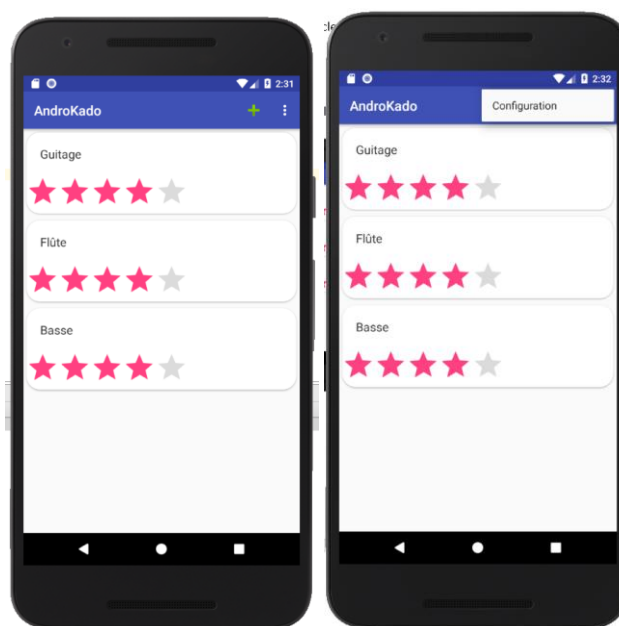 2:31
AndroKado
Guitage
Flûte
Basse
2:32
AndroKado
Configuration
Guitage
Flûte
Basse